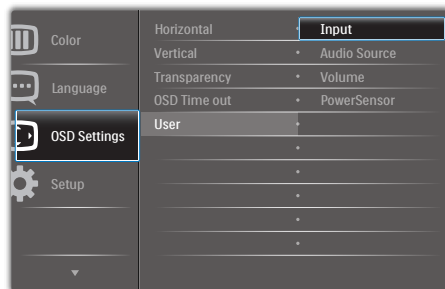 Color
Language
OSD Settings
Setup
Horizontal
Vertical
Transparency
OSD Time out
User
Input
Audio Source
Volume
PowerSensor